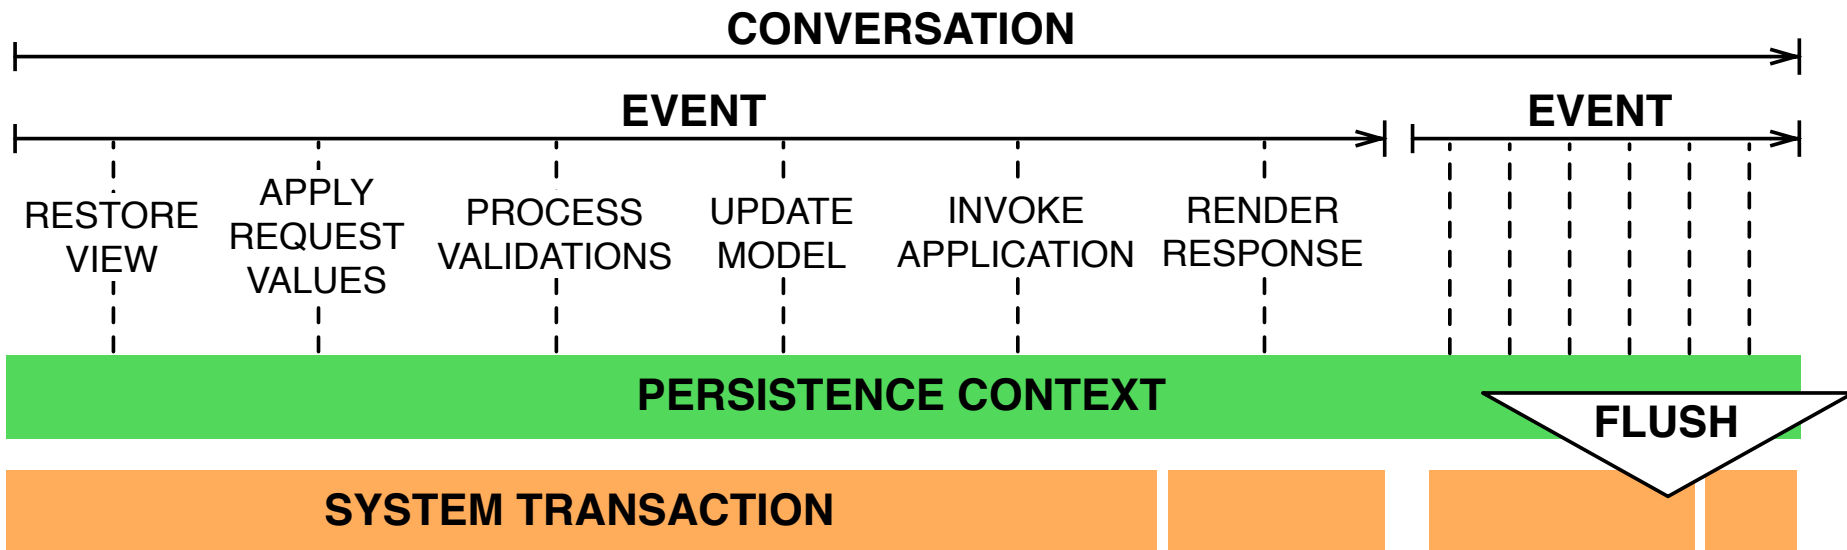 CONVERSATION
EVENT
EVENT
RESTORE
VIEW
APPLY
REQUEST
VALUES
PROCESS
VALIDATIONS
UPDATE
MODEL
INVOKE
APPLICATION
RENDER
RESPONSE
PERSISTENCE CONTEXT
FLUSH
SYSTEM TRANSACTION